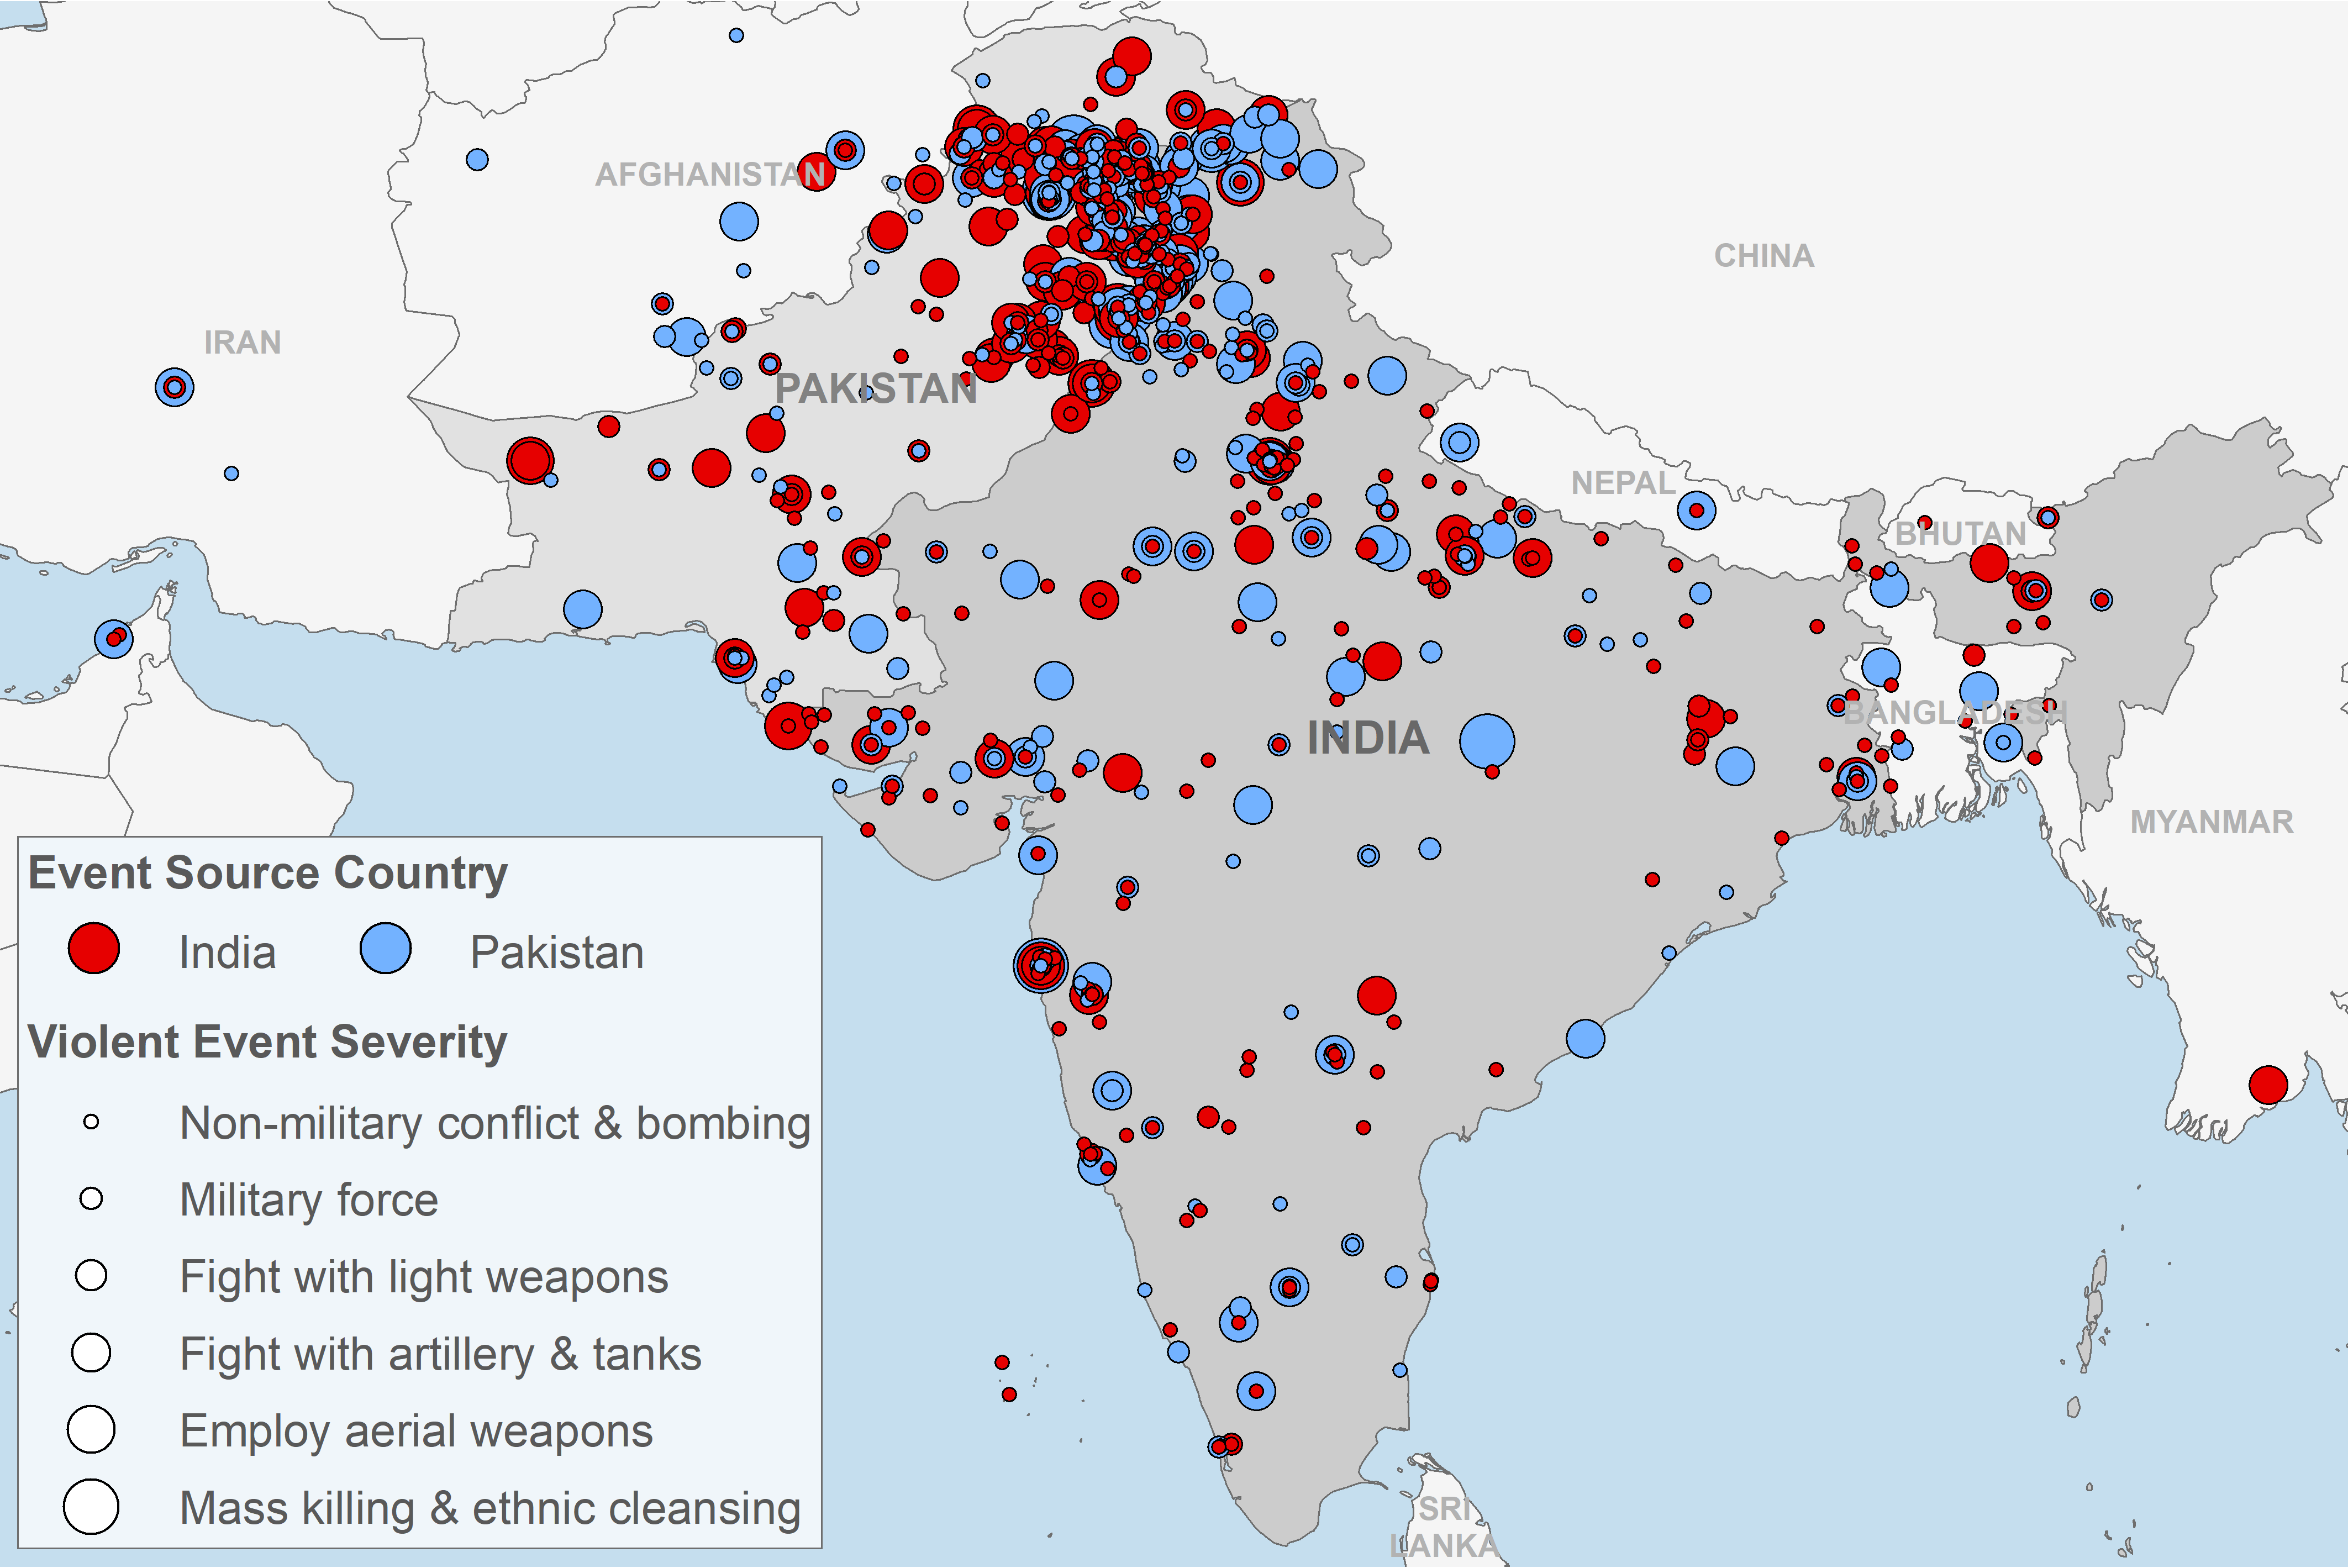 AFGHANISTAN
CHINA
IRAN
PAKISTAN
NEPAL
BHUTAN
BANGLADESH
INDIA
MYANMAR
Event Source Country
India Pakistan
Violent Event Severity
Non-military conflict & bombing
Military force
Fight with light weapons
Fight with artillery & tanks
Employ aerial weapons
Mass killing & ethnic cleansing
SRI
LANKA